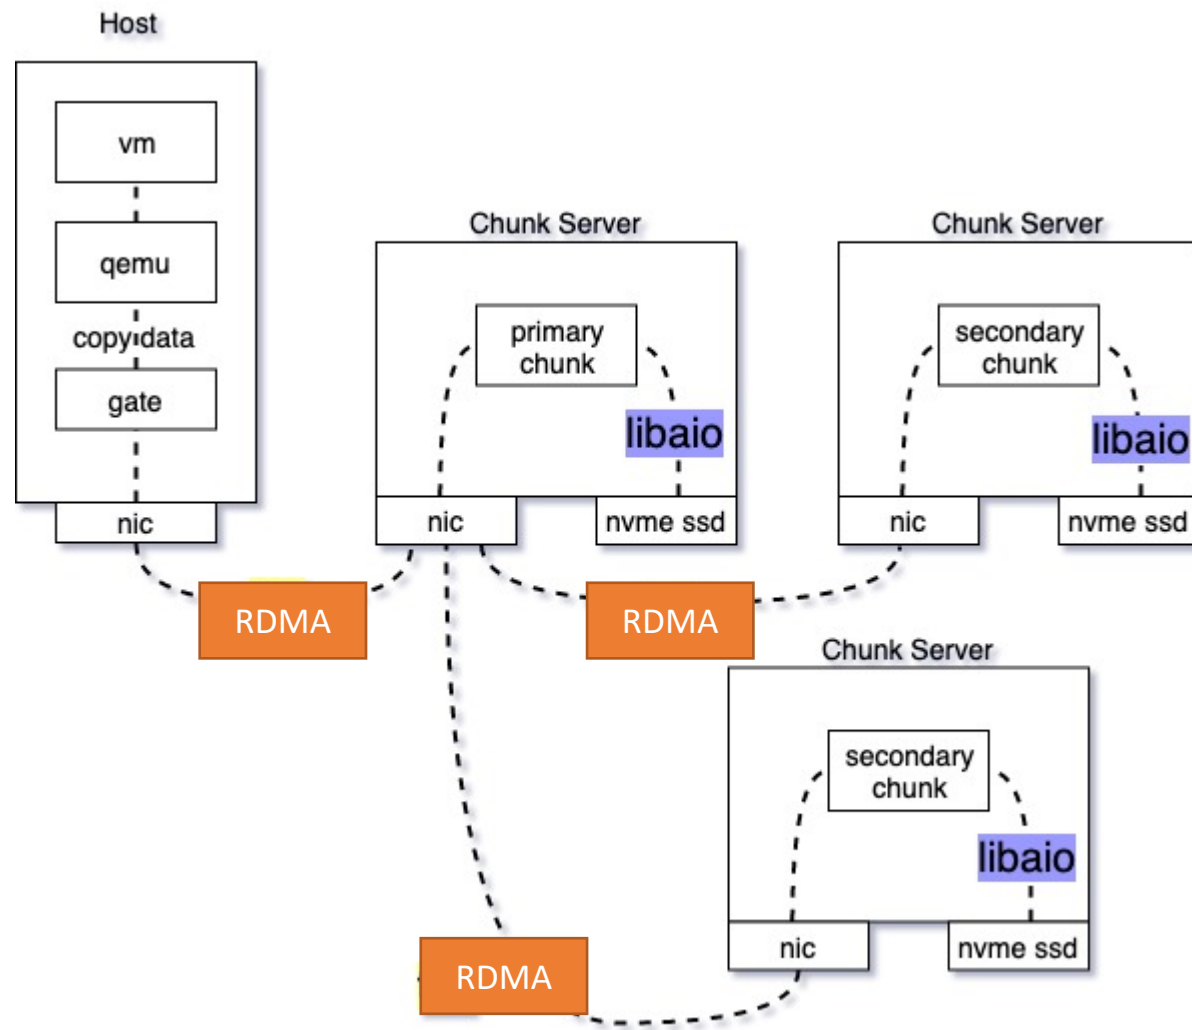 Host
vm
qemu
copy data
gate
nic
Chunk Server
primary
chunk
libaio
nic
nvme ssd
Chunk Server
secondary
chunk
libaio
nic
nvme ssd
RDMA
RDMA
Chunk Server
secondary
chunk
libaio
nic
nvme ssd
RDMA